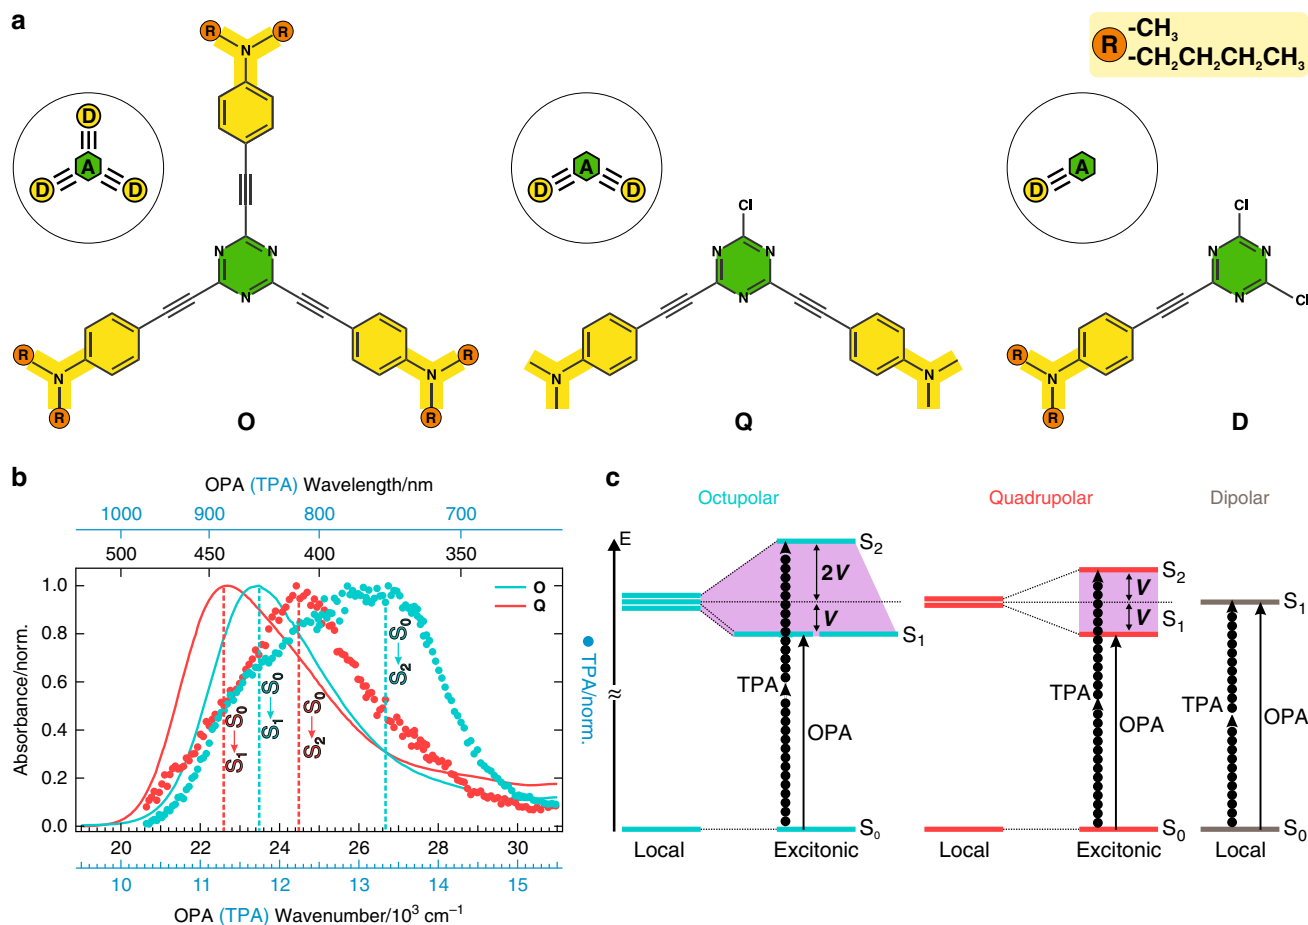 a
R
-CH₃
-CH₂CH₂CH₂CH₃
R R
N
D
A
D D
N N
N
R R
N N
R R
O
A
D D
Cl
N N
N
N N
Q
A
D
Cl
N N
N
Cl
R
N
R
D
b
OPA (TPA) Wavelength/nm
1000 900 800 700
500 450 400 350
Absorbance/norm.
1.0
0.8
0.6
0.4
0.2
0.0
O
Q
S₀ → S₁
S₀ → S₁
S₀ → S₂
S₀ → S₂
TPA/norm.
20 22 24 26 28 30
10 11 12 13 14 15
OPA (TPA) Wavenumber/10³ cm⁻¹
c
Octupolar Quadrupolar Dipolar
E
S₂
2V
V
S₁
TPA
OPA
S₀
Local Excitonic
S₂
V
S₁
V
TPA
OPA
S₀
Local Excitonic
S₁
TPA
OPA
S₀
Local